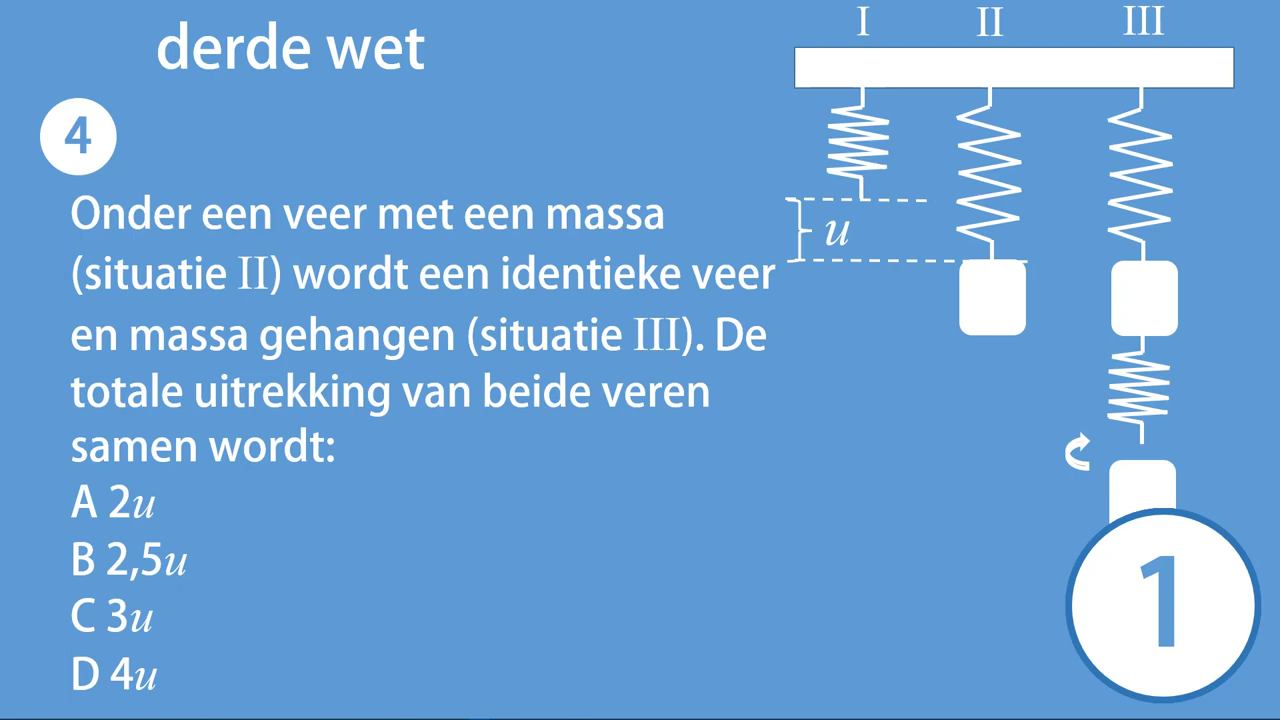 derde wet
I II III
4
Onder een veer met een massa
(situatie II) wordt een identieke veer
en massa gehangen (situatie III). De
totale uitrekking van beide veren
samen wordt:
A 2u
B 2,5u
C 3u
D 4u
u
1